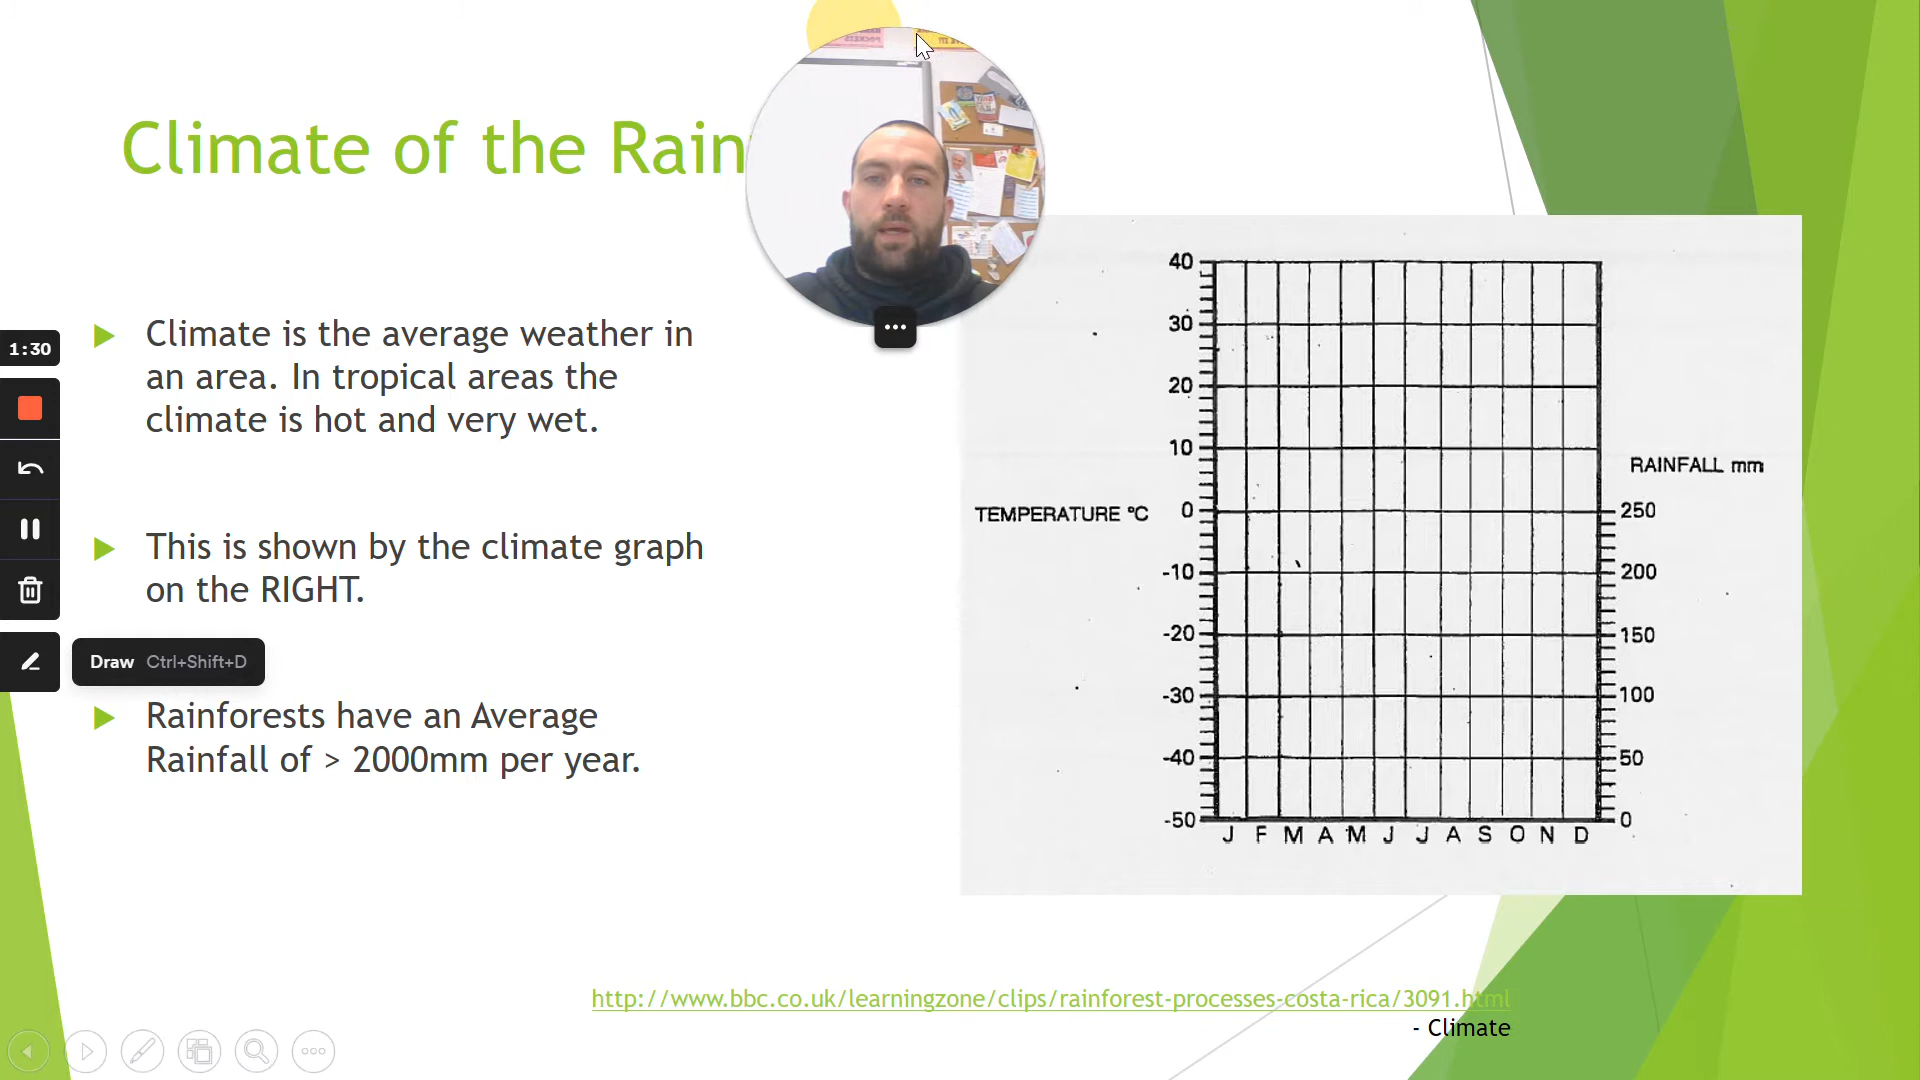 Climate of the Rain
Climate is the average weather in
an area. In tropical areas the
climate is hot and very wet.
This is shown by the climate graph
on the RIGHT.
Rainforests have an Average
Rainfall of > 2000mm per year.
1:30
Draw Ctrl+Shift+D
TEMPERATURE °C
40
30
20
10
0
-10
-20
-30
-40
-50
RAINFALL mm
250
200
150
100
50
0
J F M A M J J A S O N D
http://www.bbc.co.uk/learningzone/clips/rainforest-processes-costa-rica/3091.html
- Climate